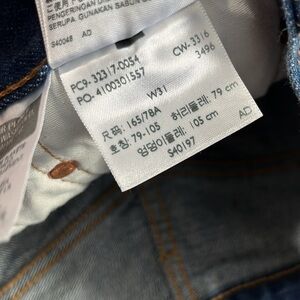 PENGERINGAN
SERUPA. GUNAKAN SABUN
S40048 AD
PC9-32317-0054 CW-3316
PO-4100301557 3496
W31
尺码: 165/78A 허리둘레: 79 cm
호칭: 79-105 엉덩이둘레: 105 cm
S40197 AD